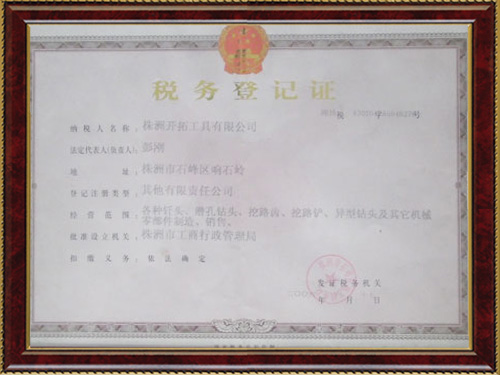 税务登记证
纳税人名称: 株洲开拓工具有限公司
法定代表人(负责人): 彭刚
地 址: 株洲市石峰区响石岭
登记注册类型: 其他有限责任公司
经营范围: 各种钎头、磨孔钻头、挖路齿、挖路铲、异型钻头及其它机械
零部件制造、销售、
批准设立机关: 株洲市工商行政管理局
扣缴义务: 依法确定
发证税务机关
年 月 日